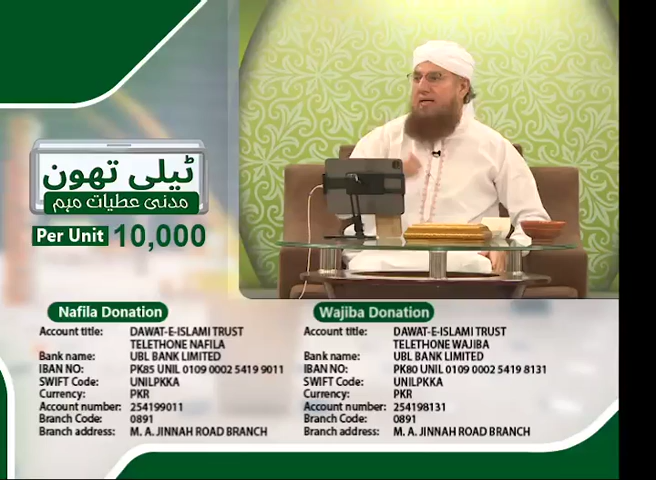 ٹیلی تھون
مدنی عطیات مہم
Per Unit 10,000
Nafila Donation
Account title: DAWAT-E-ISLAMI TRUST
TELETHONE NAFILA
Bank name: UBL BANK LIMITED
IBAN NO: PK85 UNIL 0109 0002 5419 9011
SWIFT Code: UNILPKKA
Currency: PKR
Account number: 254199011
Branch Code: 0891
Branch address: M. A. JINNAH ROAD BRANCH
Wajiba Donation
Account title: DAWAT-E-ISLAMI TRUST
TELETHONE WAJIBA
Bank name: UBL BANK LIMITED
IBAN NO: PK80 UNIL 0109 0002 5419 8131
SWIFT Code: UNILPKKA
Currency: PKR
Account number: 254198131
Branch Code: 0891
Branch address: M. A. JINNAH ROAD BRANCH